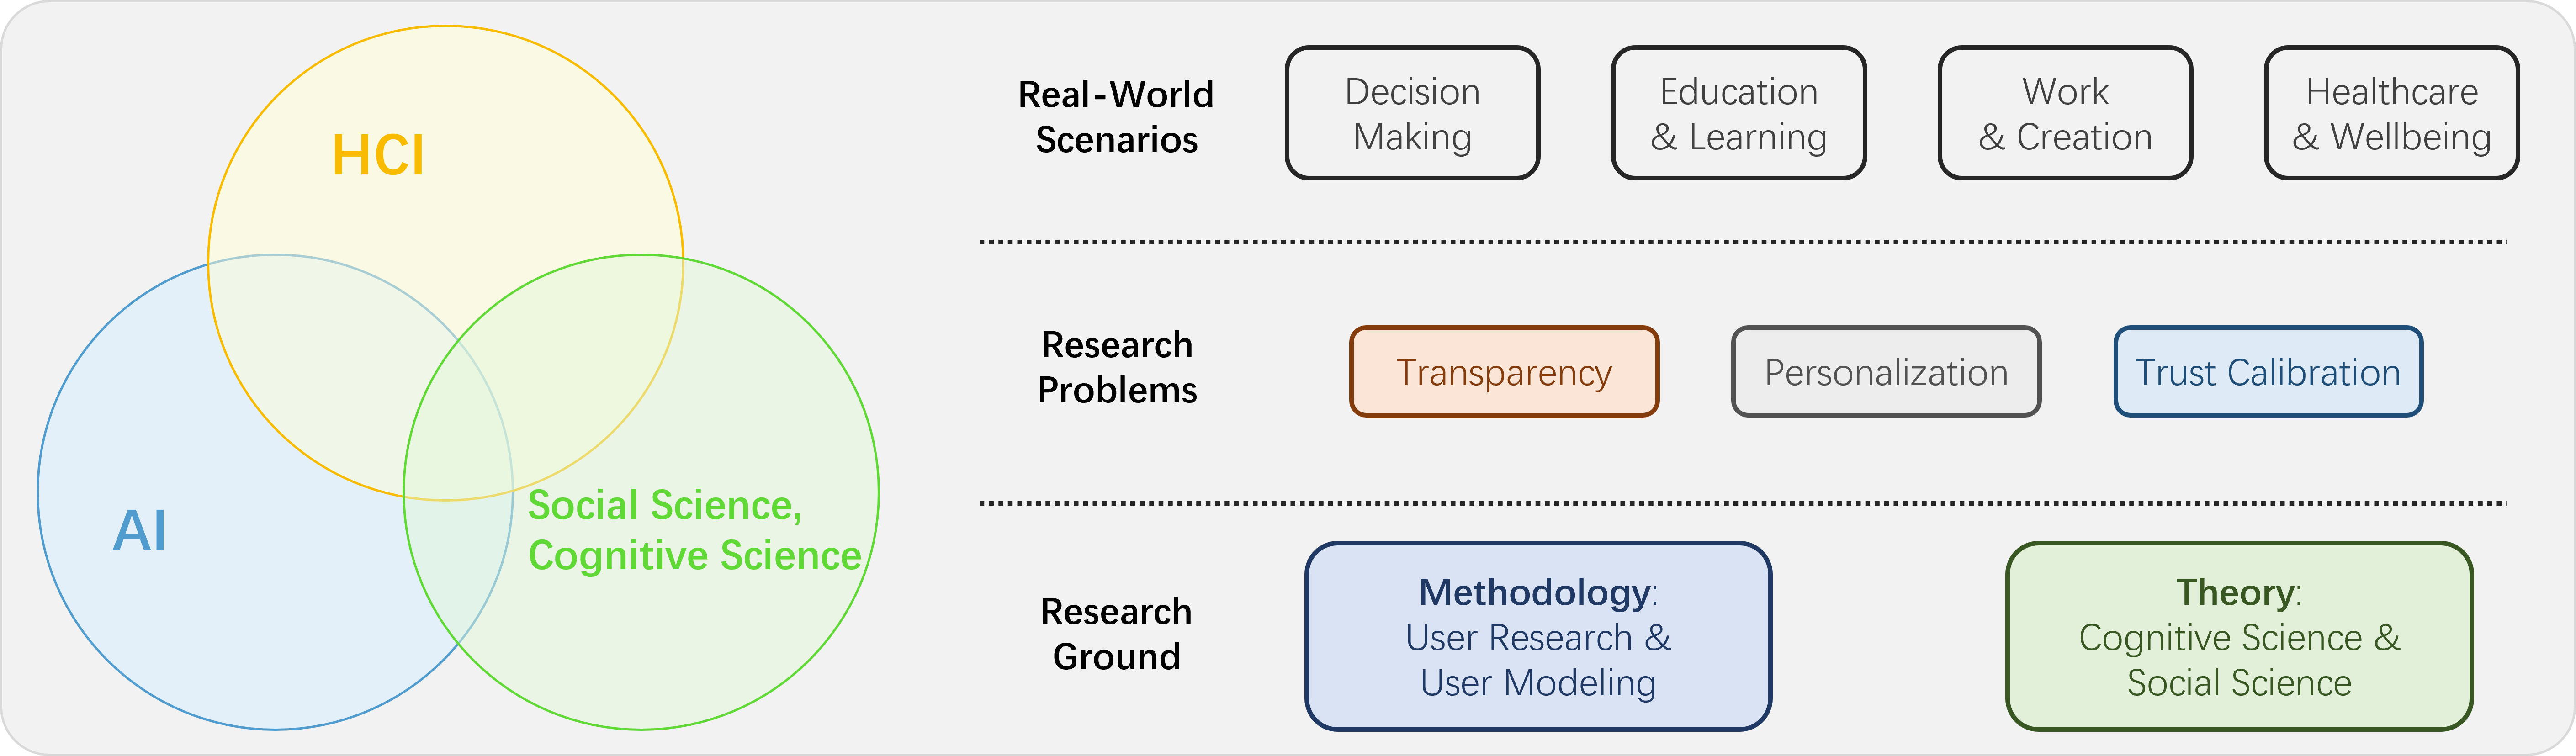 HCI
AI
Social Science,
Cognitive Science
Real-World
Scenarios
Decision
Making
Education
& Learning
Work
& Creation
Healthcare
& Wellbeing
Research
Problems
Transparency
Personalization
Trust Calibration
Research
Ground
Methodology:
User Research &
User Modeling
Theory:
Cognitive Science &
Social Science